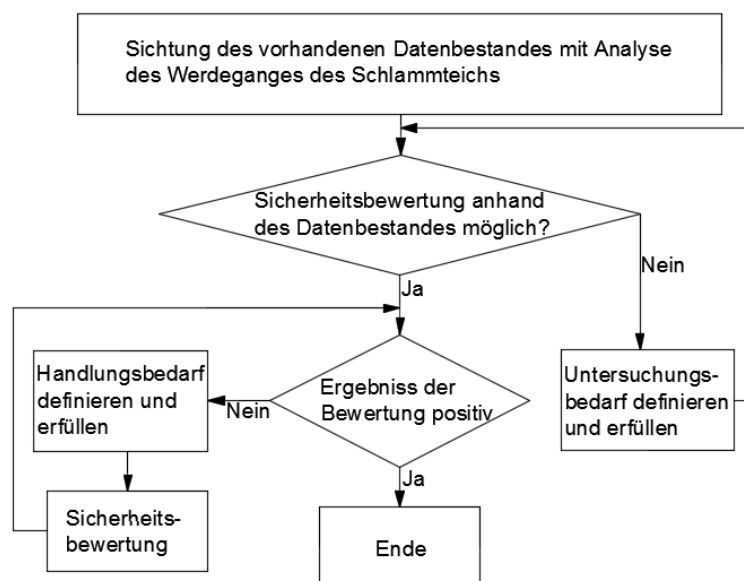 Sichtung des vorhandenen Datenbestandes mit Analyse
des Werdeganges des Schlammteichs
Sicherheitsbewertung anhand
des Datenbestandes möglich?
Nein
Ja
Handlungsbedarf
definieren und
erfüllen
Nein
Ergebniss der
Bewertung positiv
Untersuchungs-
bedarf definieren
und erfüllen
Ja
Sicherheits-
bewertung
Ende